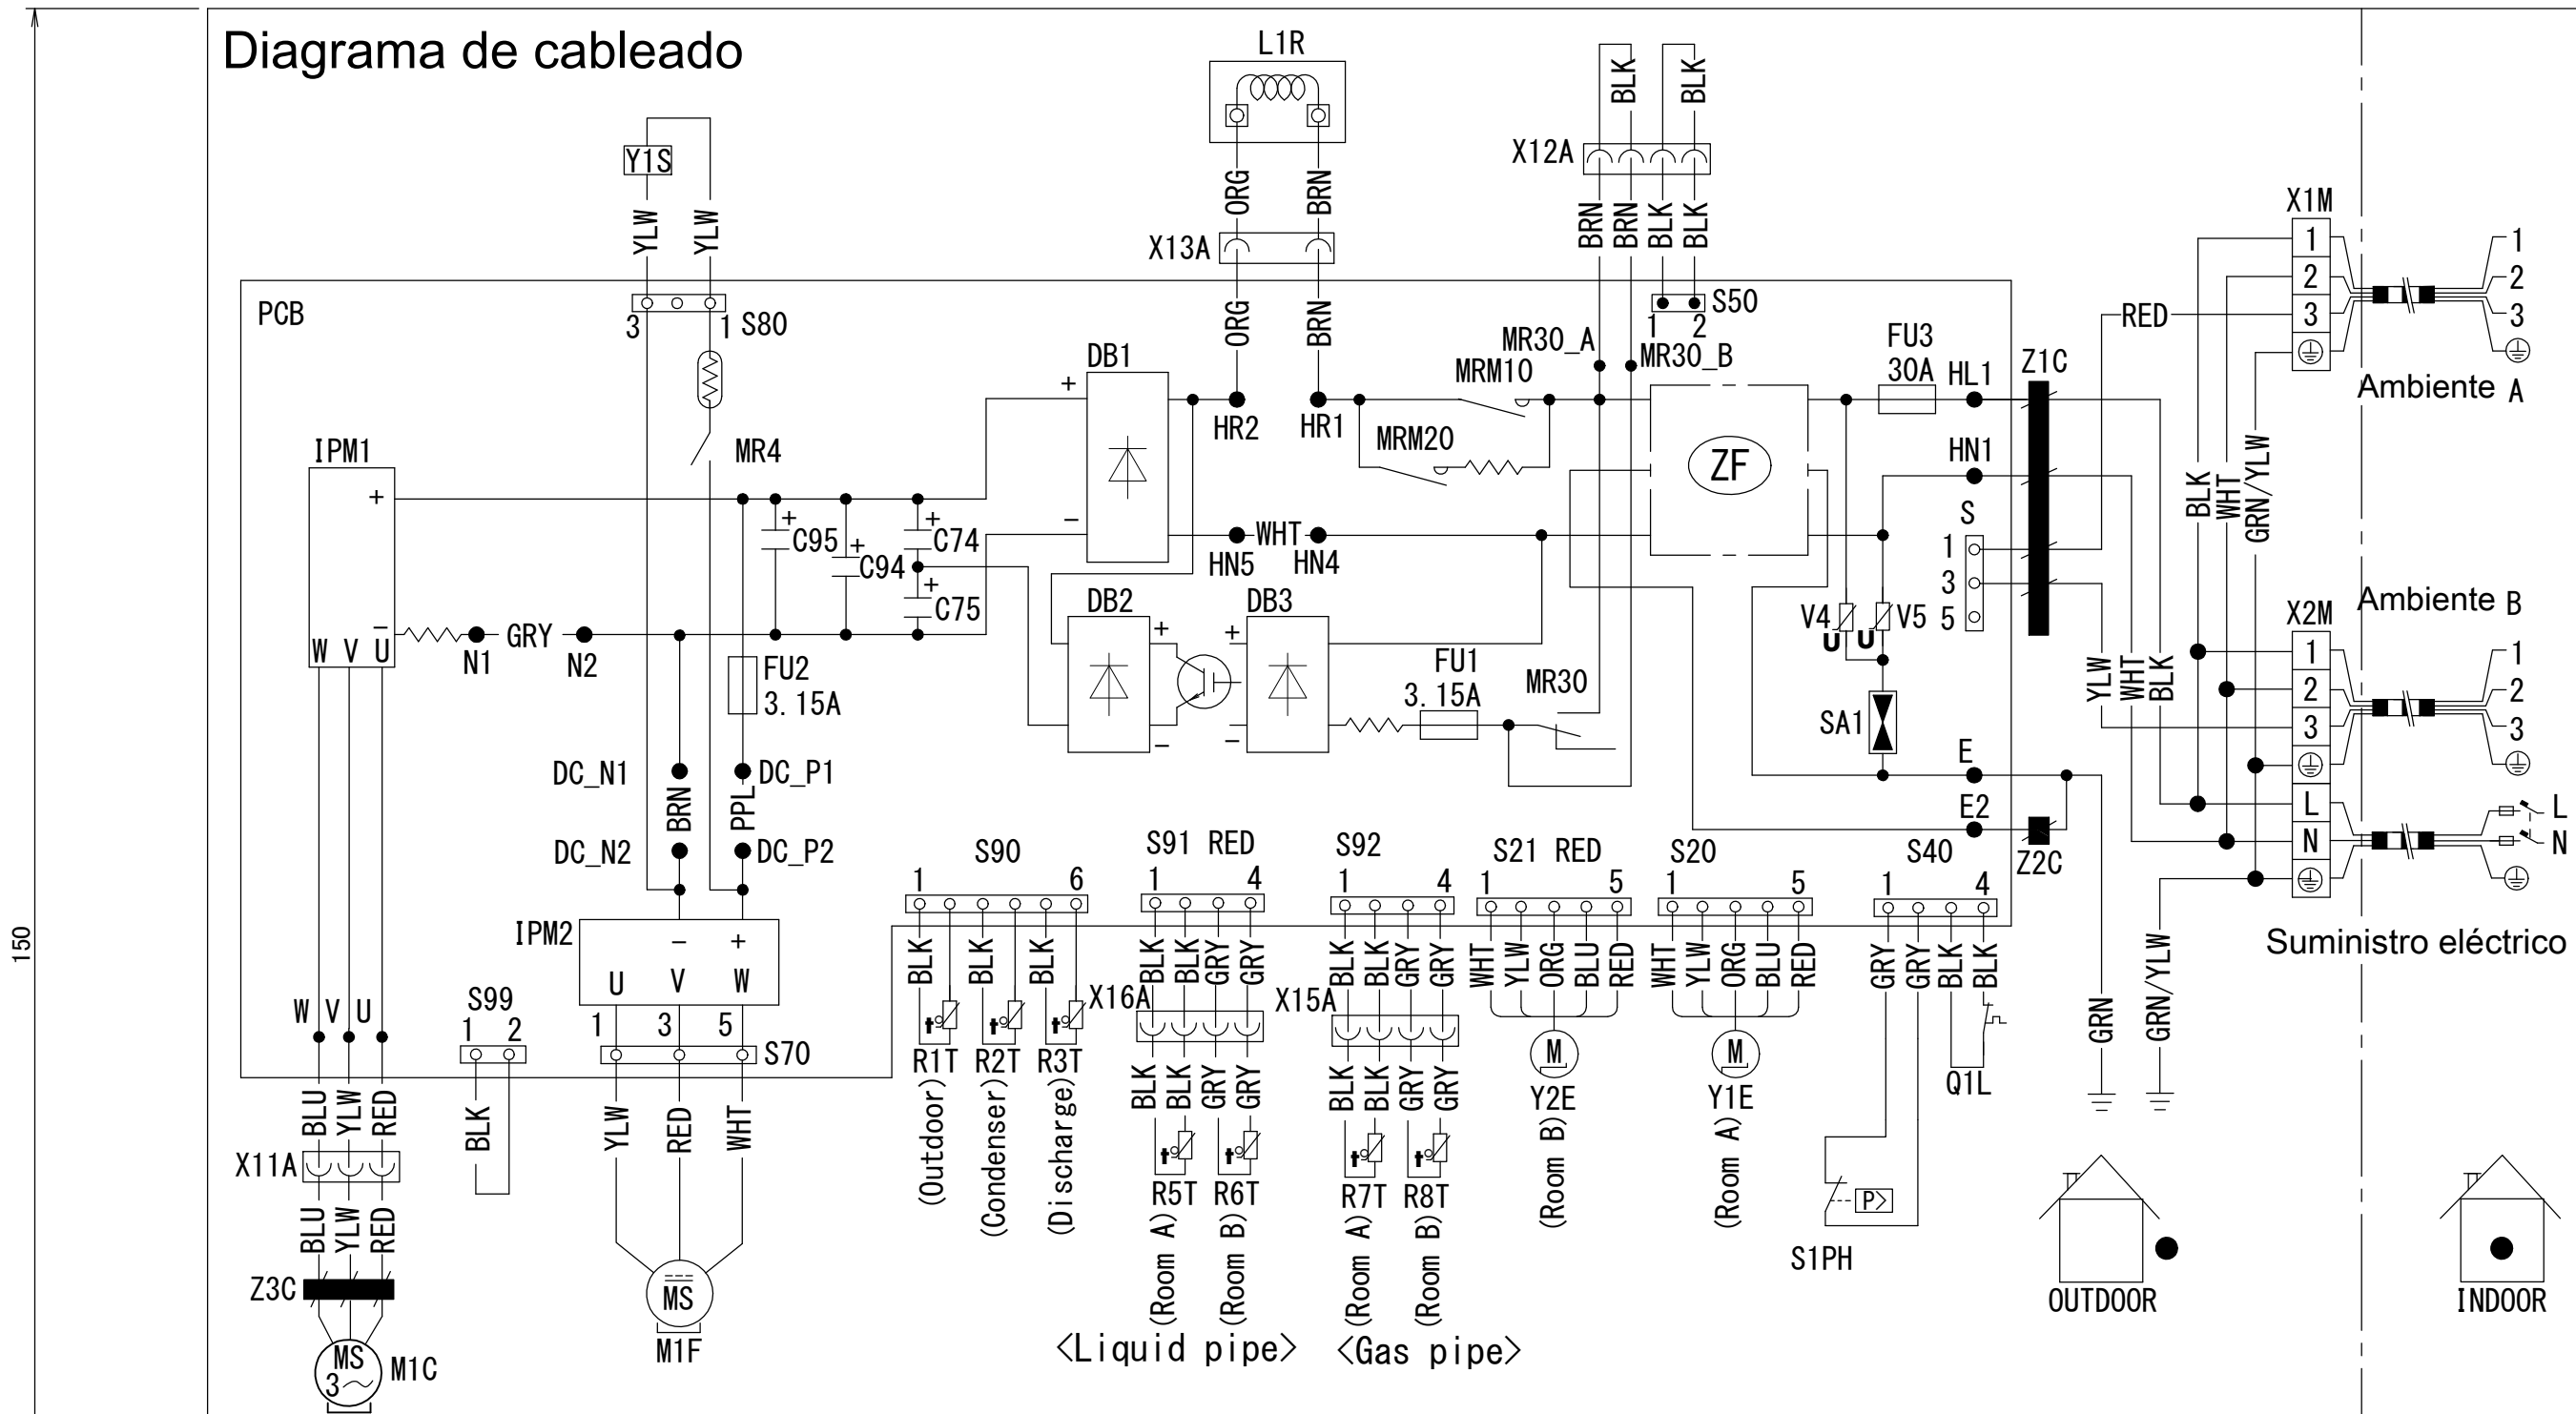 Diagrama de cableado
L1R
BLK BLK
Y1S
X12A
ORG BRN
YLW YLW
BRN BRN BLK BLK
X1M
X13A
1 1
2 2
3 3
RED
PCB
3 1 S80
ORG BRN
1 2 S50
MR30_A
MR30_B
MRM10
FU3
30A
HL1
Z1C
Ambiente A
DB1
+
−
HR2 HR1
MRM20
ZF
HN1
IPM1
+
−
MR4
S
1
3
5
BLK WHT GRN/YLW
+ C95
+ C94
+ C74
+ C75
HN5 WHT HN4
DB2
+
−
DB3
+
−
V4 U U V5
Ambiente B
X2M
1 1
2 2
3 3
W V U
N1 GRY N2
FU2
3.15A
FU1
3.15A
MR30
SA1
YLW WHT BLK
DC_N1 DC_P1
BRN PPL
DC_N2 DC_P2
E
E2
Z2C
L L
N N
S90
1 6
S91 RED
1 4
S92
1 4
S21 RED
1 5
S20
1 5
S40
1 4
Suministro eléctrico
150
IPM2
− +
U V W
1 3 5
S70
S99
1 2
W V U
BLK BLK BLK
BLK BLK GRY GRY
BLK BLK GRY GRY
WHT YLW ORG BLU RED
WHT YLW ORG BLU RED
GRY GRY BLK BLK
GRN GRN/YLW
X16A
X15A
t° t° t°
R1T R2T R3T
(Outdoor) (Condenser) (Discharge)
M
Y2E
(Room B)
M
Y1E
(Room A)
Q1L
BLU YLW RED
BLK
YLW RED WHT
BLK BLK GRY GRY
BLK BLK GRY GRY
X11A
t° t°
t° t°
R5T R6T
R7T R8T
(Room A) (Room B)
(Room A) (Room B)
P>
S1PH
BLU YLW RED
Z3C
MS
M1F
OUTDOOR
INDOOR
<Liquid pipe> <Gas pipe>
MS
3～
M1C